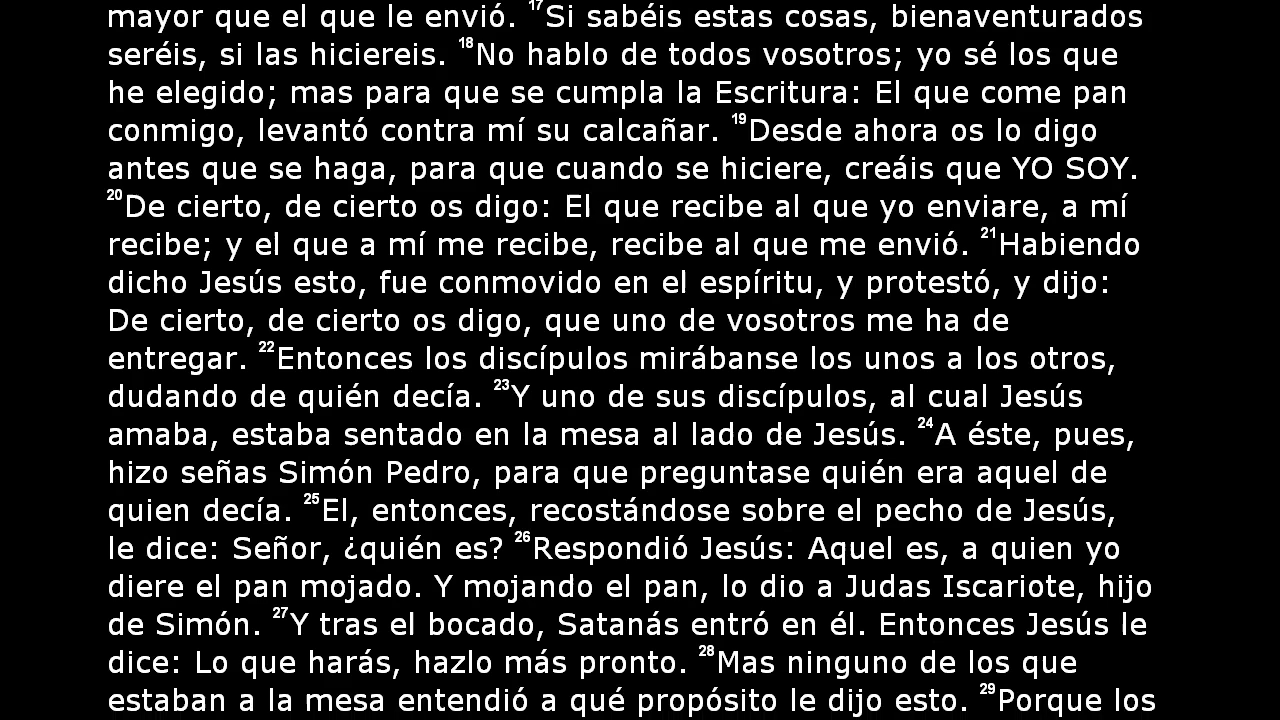 mayor que el que le envió. 17Si sabéis estas cosas, bienaventurados
seréis, si las hiciereis. 18No hablo de todos vosotros; yo sé los que
he elegido; mas para que se cumpla la Escritura: El que come pan
conmigo, levantó contra mí su calcañar. 19Desde ahora os lo digo
antes que se haga, para que cuando se hiciere, creáis que YO SOY.
20De cierto, de cierto os digo: El que recibe al que yo enviare, a mí
recibe; y el que a mí me recibe, recibe al que me envió. 21Habiendo
dicho Jesús esto, fue conmovido en el espíritu, y protestó, y dijo:
De cierto, de cierto os digo, que uno de vosotros me ha de
entregar. 22Entonces los discípulos mirábanse los unos a los otros,
dudando de quién decía. 23Y uno de sus discípulos, al cual Jesús
amaba, estaba sentado en la mesa al lado de Jesús. 24A éste, pues,
hizo señas Simón Pedro, para que preguntase quién era aquel de
quien decía. 25El, entonces, recostándose sobre el pecho de Jesús,
le dice: Señor, ¿quién es? 26Respondió Jesús: Aquel es, a quien yo
diere el pan mojado. Y mojando el pan, lo dio a Judas Iscariote, hijo
de Simón. 27Y tras el bocado, Satanás entró en él. Entonces Jesús le
dice: Lo que harás, hazlo más pronto. 28Mas ninguno de los que
estaban a la mesa entendió a qué propósito le dijo esto. 29Porque los